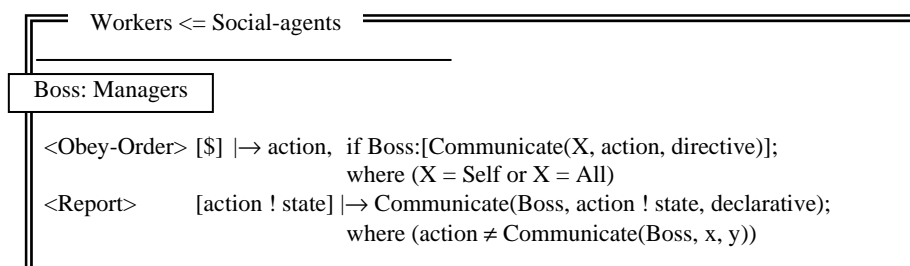 Workers <= Social-agents
Boss: Managers
<Obey-Order> [$] |→ action, if Boss:[Communicate(X, action, directive)];
where (X = Self or X = All)
<Report> [action ! state] |→ Communicate(Boss, action ! state, declarative);
where (action ≠ Communicate(Boss, x, y))